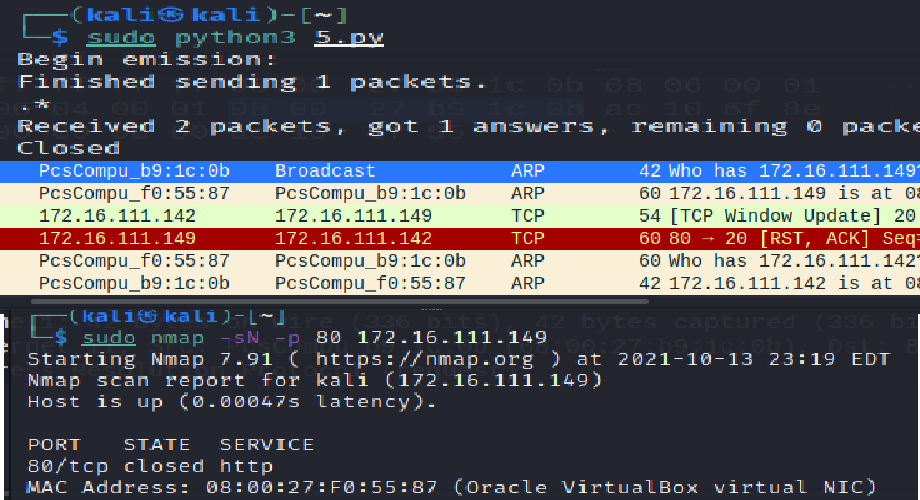 ┌──(kali㉿kali)-[~]
└─$ sudo python3 5.py
Begin emission:
Finished sending 1 packets.
.*
Received 2 packets, got 1 answers, remaining 0 packe
Closed
PcsCompu_b9:1c:0b Broadcast ARP 42 Who has 172.16.111.149?
PcsCompu_f0:55:87 PcsCompu_b9:1c:0b ARP 60 172.16.111.149 is at 08
172.16.111.142 172.16.111.149 TCP 54 [TCP Window Update] 20
172.16.111.149 172.16.111.142 TCP 60 80 → 20 [RST, ACK] Seq=
PcsCompu_f0:55:87 PcsCompu_b9:1c:0b ARP 60 Who has 172.16.111.142?
PcsCompu_b9:1c:0b PcsCompu_f0:55:87 ARP 42 172.16.111.142 is at 08
┌──(kali㉿kali)-[~]
└─$ sudo nmap -sN -p 80 172.16.111.149
Starting Nmap 7.91 ( https://nmap.org ) at 2021-10-13 23:19 EDT
Nmap scan report for kali (172.16.111.149)
Host is up (0.00047s latency).
PORT STATE SERVICE
80/tcp closed http
MAC Address: 08:00:27:F0:55:87 (Oracle VirtualBox virtual NIC)